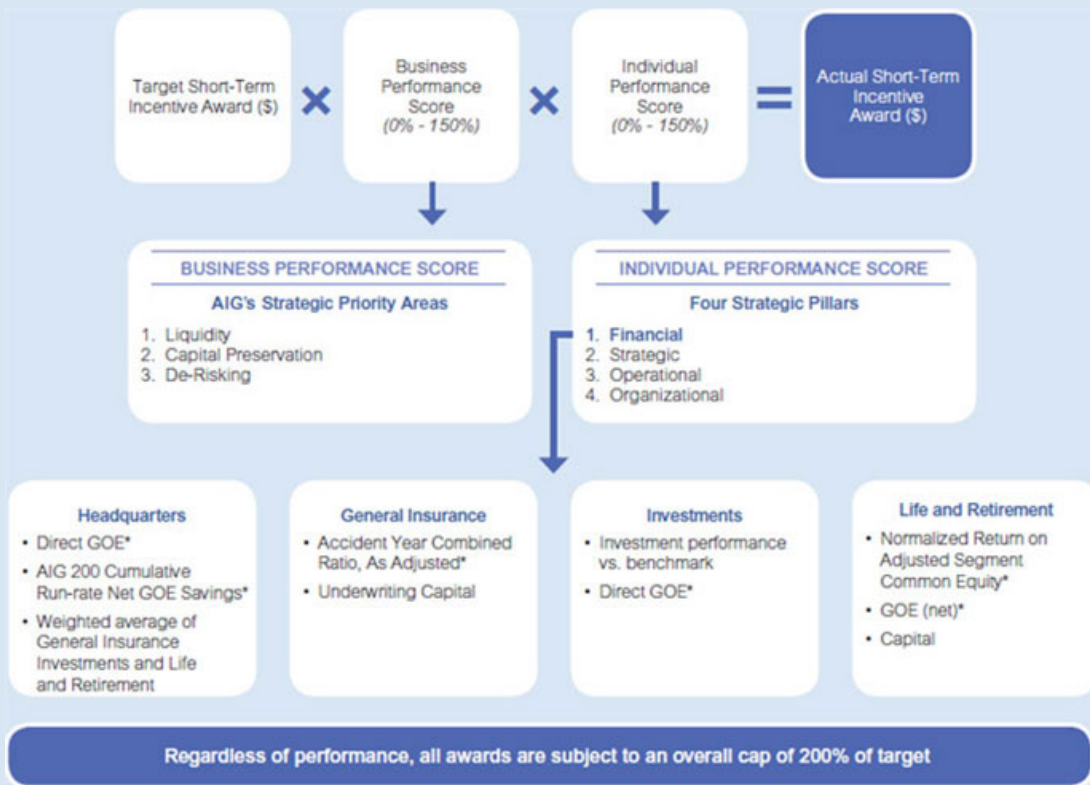 Target Short-Term
Incentive Award ($)
×
Business
Performance
Score
(0% - 150%)
×
Individual
Performance
Score
(0% - 150%)
=
Actual Short-Term
Incentive
Award ($)
BUSINESS PERFORMANCE SCORE
AIG's Strategic Priority Areas
1. Liquidity
2. Capital Preservation
3. De-Risking
INDIVIDUAL PERFORMANCE SCORE
Four Strategic Pillars
1. Financial
2. Strategic
3. Operational
4. Organizational
Headquarters
• Direct GOE*
• AIG 200 Cumulative
Run-rate Net GOE Savings*
• Weighted average of
General Insurance
Investments and Life
and Retirement
General Insurance
• Accident Year Combined
Ratio, As Adjusted*
• Underwriting Capital
Investments
• Investment performance
vs. benchmark
• Direct GOE*
Life and Retirement
• Normalized Return on
Adjusted Segment
Common Equity*
• GOE (net)*
• Capital
Regardless of performance, all awards are subject to an overall cap of 200% of target